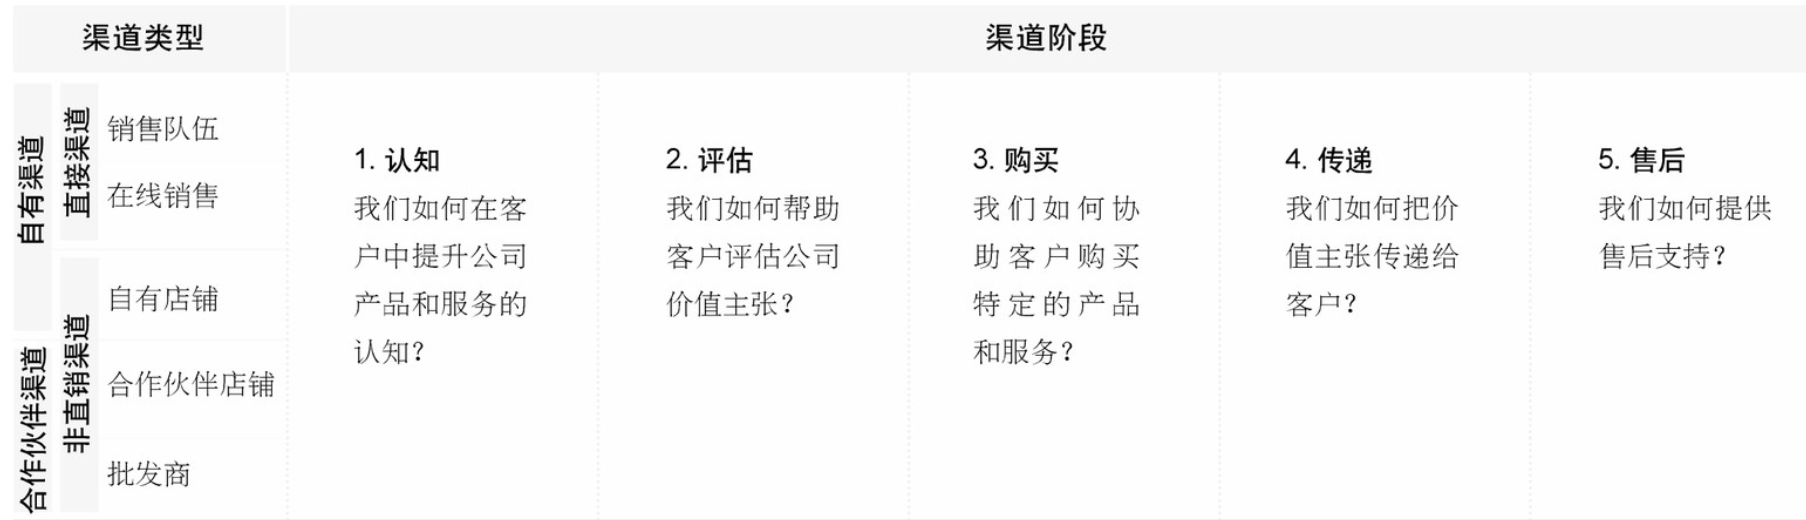 渠道类型
渠道阶段
自有渠道
合作伙伴渠道
直接渠道
非直销渠道
销售队伍
在线销售
自有店铺
合作伙伴店铺
批发商
1. 认知
我们如何在客
户中提升公司
产品和服务的
认知？
2. 评估
我们如何帮助
客户评估公司
价值主张？
3. 购买
我们如何协
助客户购买
特定的产品
和服务？
4. 传递
我们如何把价
值主张传递给
客户？
5. 售后
我们如何提供
售后支持？